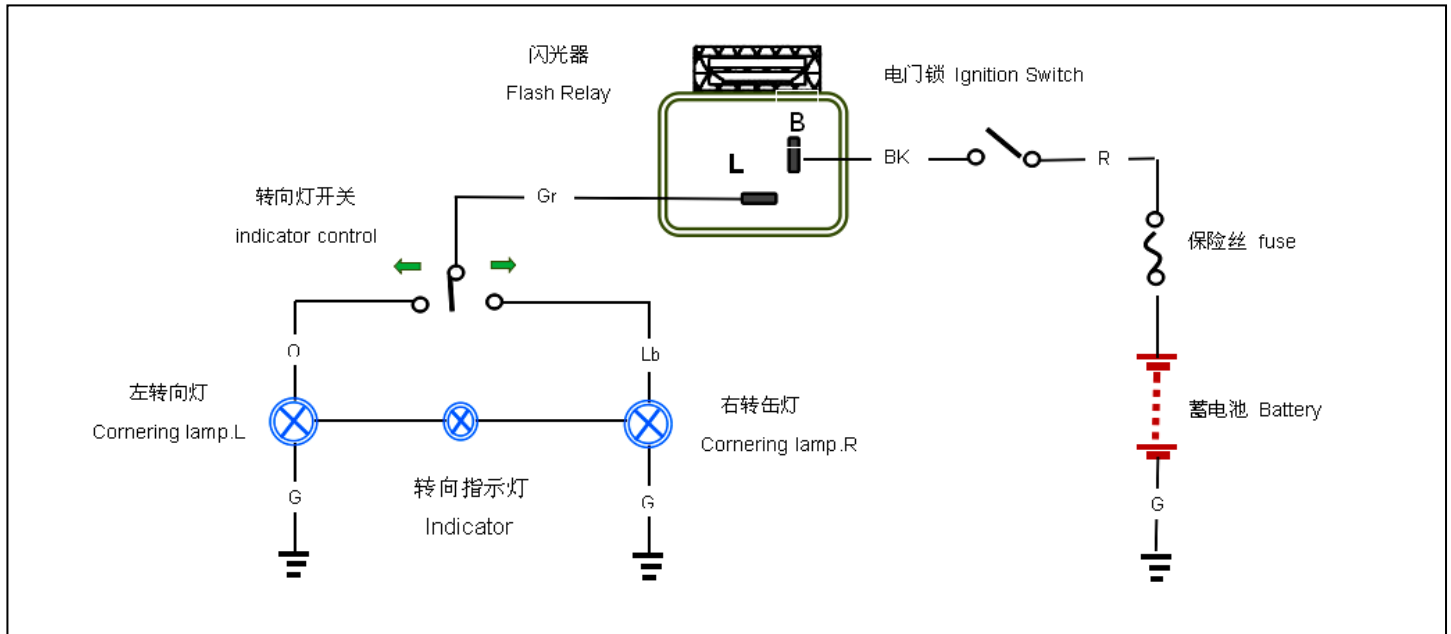 闪光器
Flash Relay
电门锁 Ignition Switch
B
L
BK
R
Gr
转向灯开关
indicator control
保险丝 fuse
O
Lb
左转向灯
Cornering lamp.L
右转缶灯
Cornering lamp.R
蓄电池 Battery
转向指示灯
Indicator
G
G
G